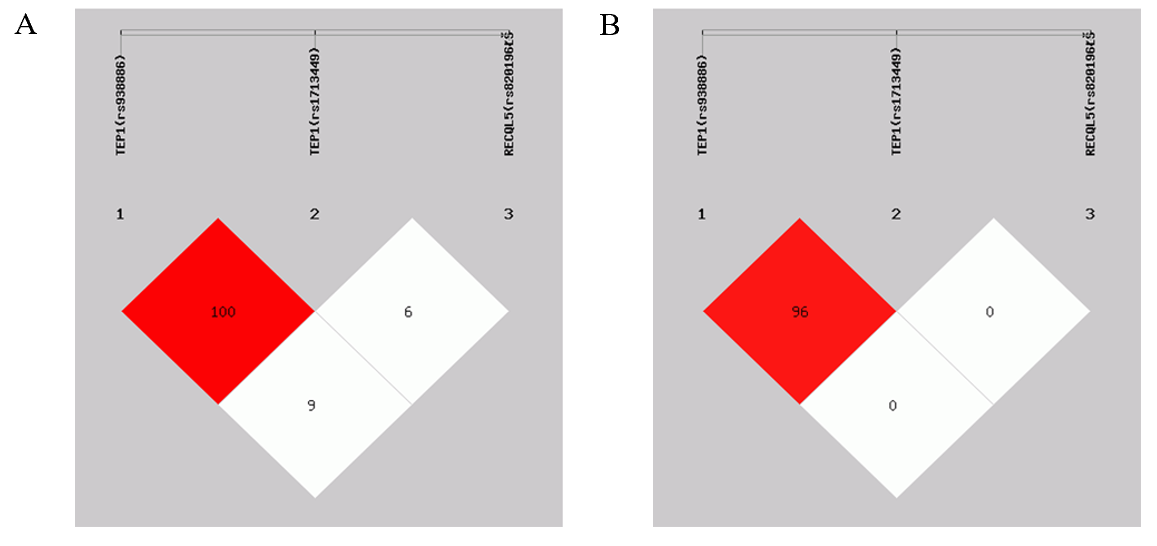 A
TEP1(rs938886)
TEP1(rs1713449)
RECQL5(rs820196
1 2 3
100 6
9
B
TEP1(rs938886)
TEP1(rs1713449)
RECQL5(rs820196
1 2 3
96 0
0